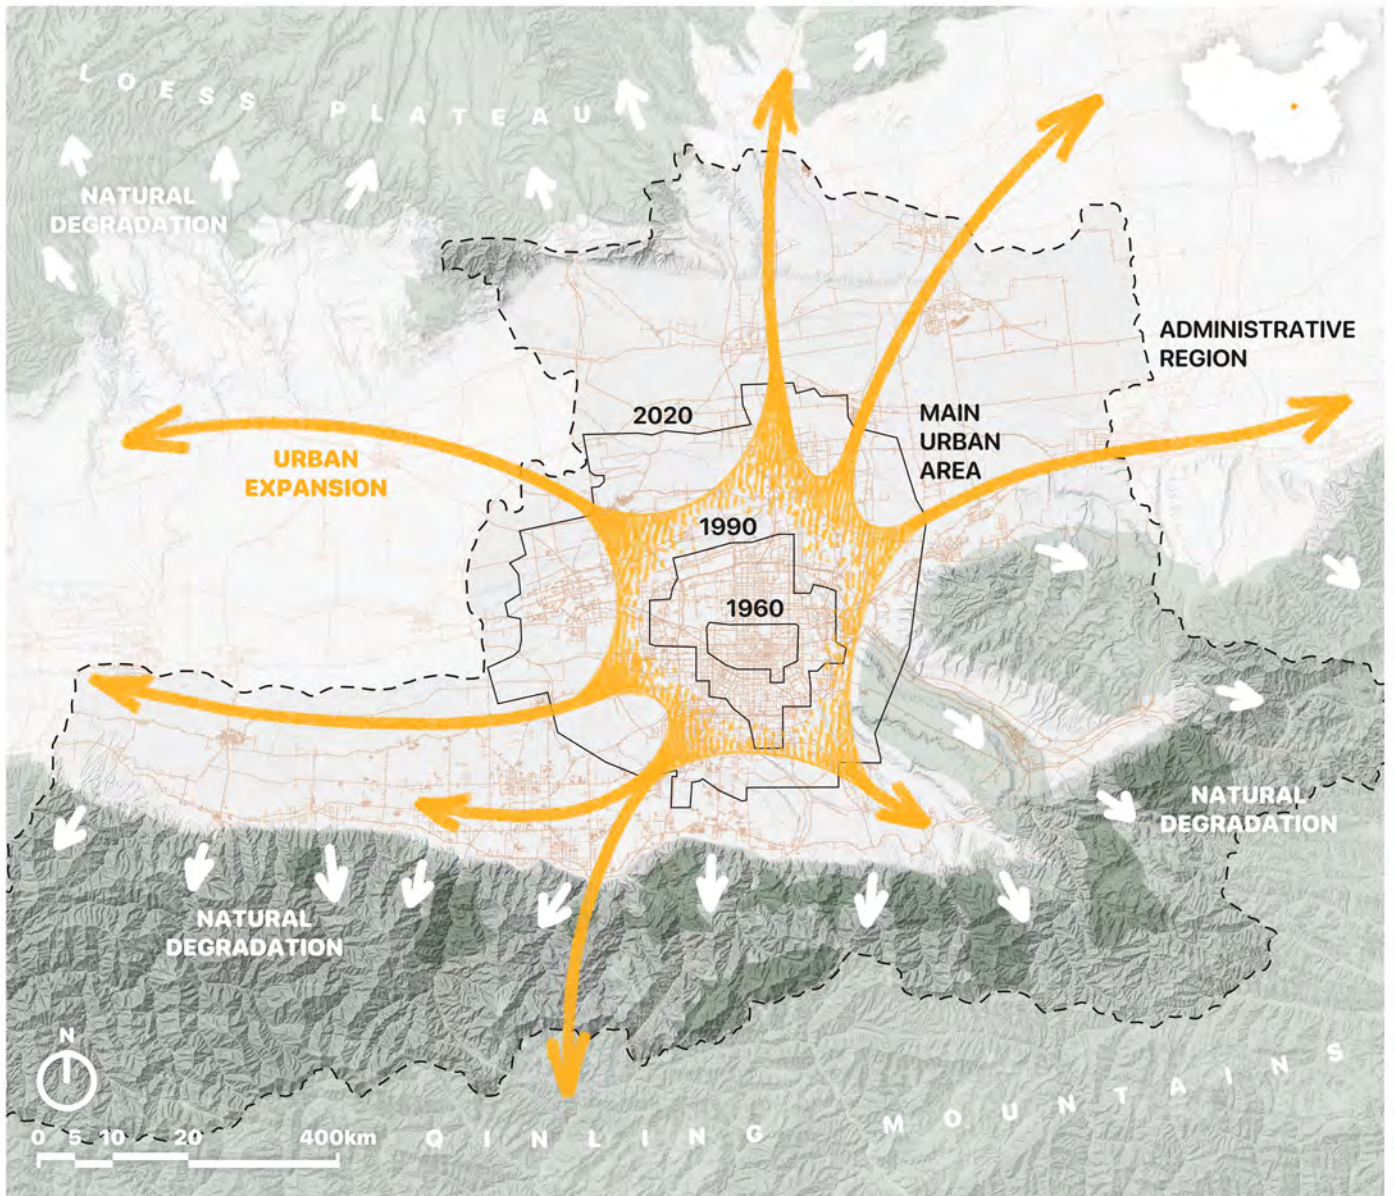 LOESS PLATEAU
NATURAL
DEGRADATION
ADMINISTRATIVE
REGION
2020
MAIN
URBAN
AREA
URBAN
EXPANSION
1990
1960
NATURAL
DEGRADATION
NATURAL
DEGRADATION
N
0 5 10 20 400km
QINLING MOUNTAINS